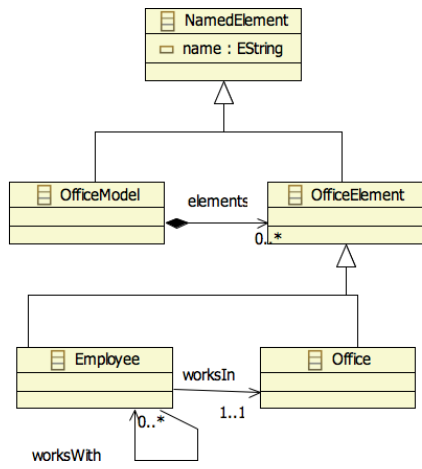 NamedElement
name : EString
OfficeModel
elements
OfficeElement
0..*
Employee
worksIn
Office
0..*
1..1
worksWith